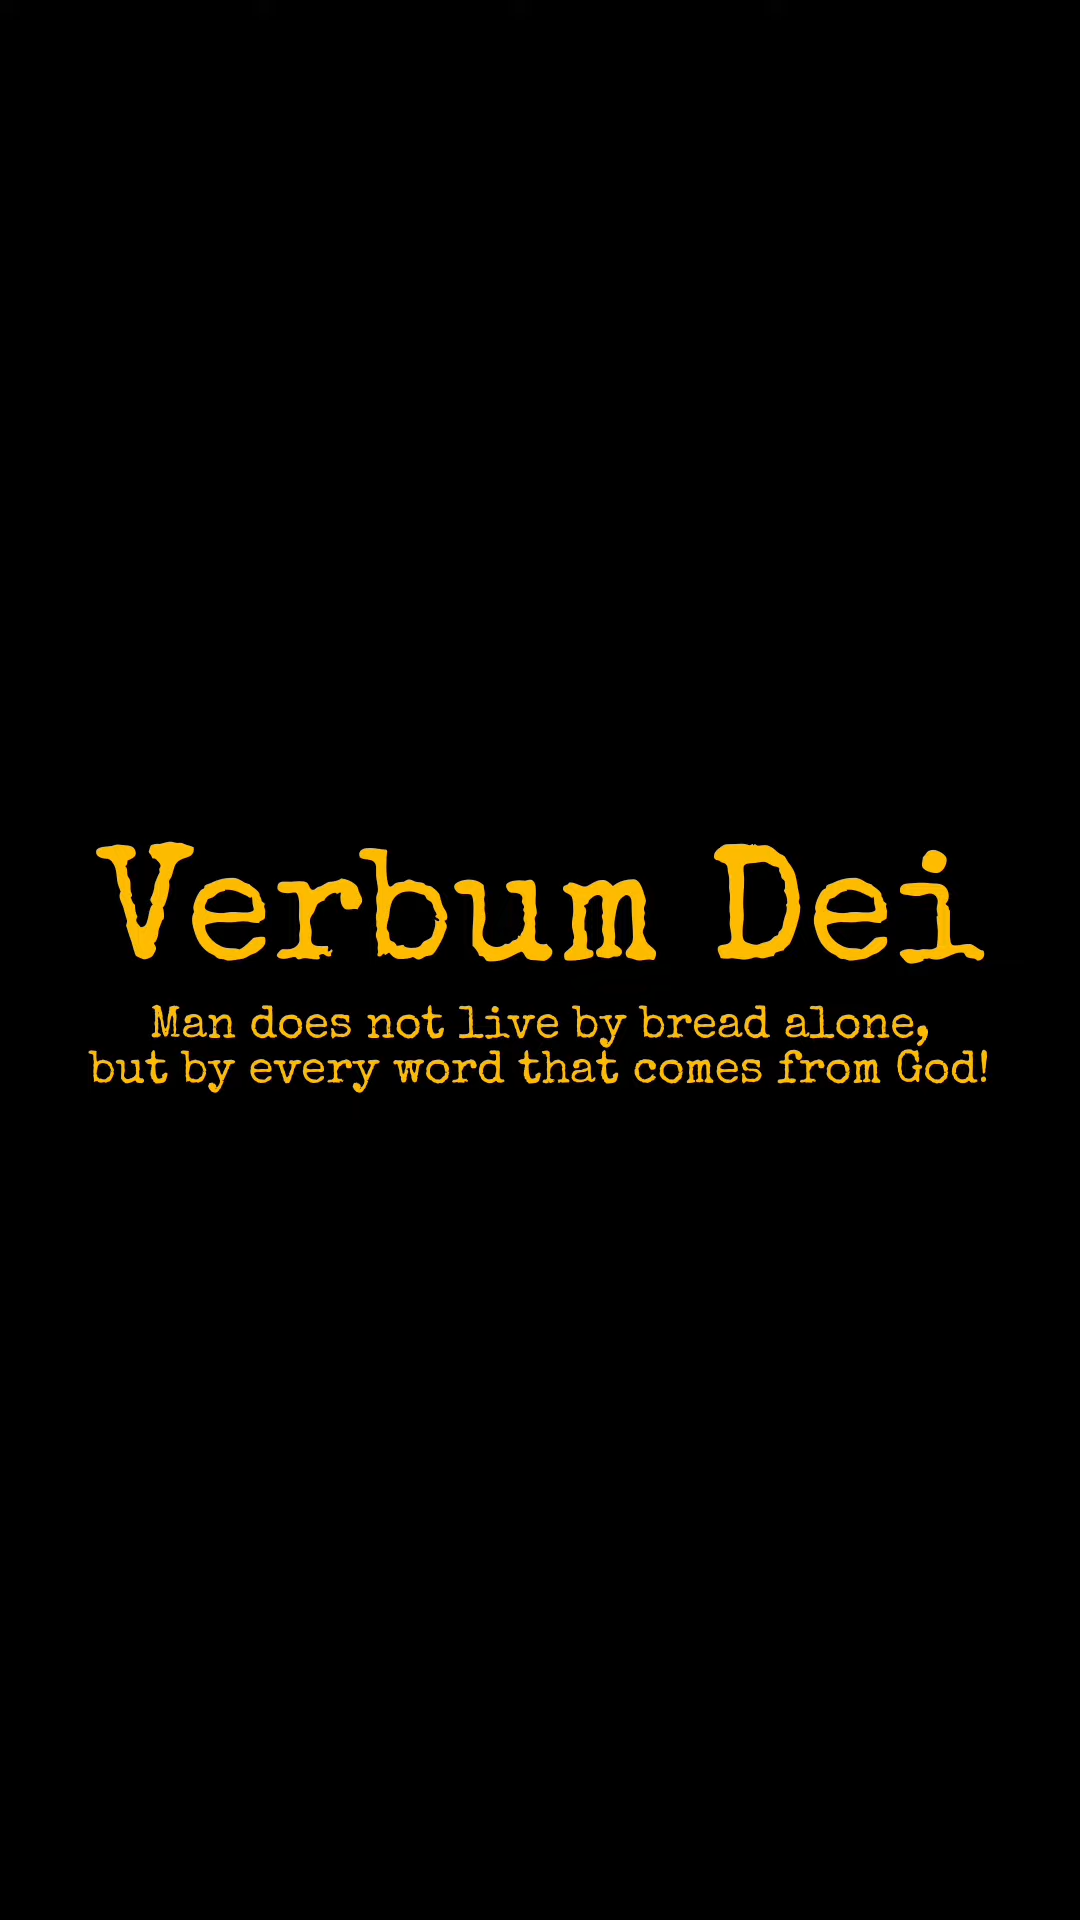 Verbum Dei
Man does not live by bread alone,
but by every word that comes from God!